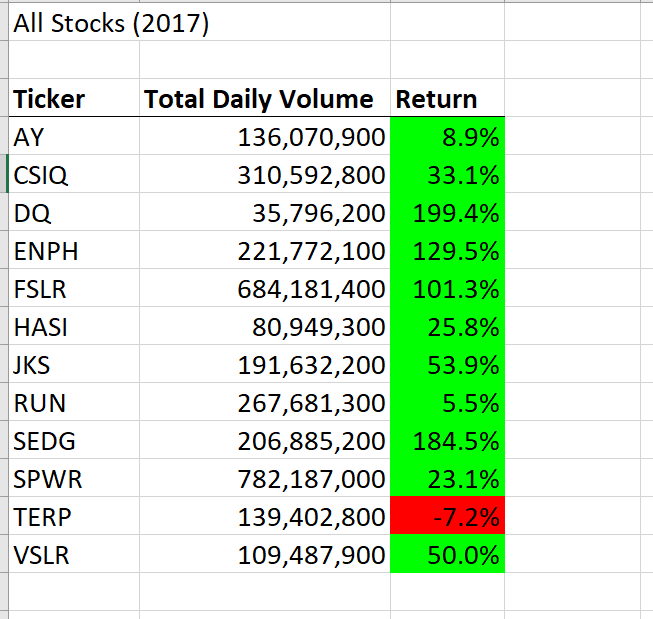 All Stocks (2017)
Ticker Total Daily Volume Return
AY 136,070,900 8.9%
CSIQ 310,592,800 33.1%
DQ 35,796,200 199.4%
ENPH 221,772,100 129.5%
FSLR 684,181,400 101.3%
HASI 80,949,300 25.8%
JKS 191,632,200 53.9%
RUN 267,681,300 5.5%
SEDG 206,885,200 184.5%
SPWR 782,187,000 23.1%
TERP 139,402,800 -7.2%
VSLR 109,487,900 50.0%